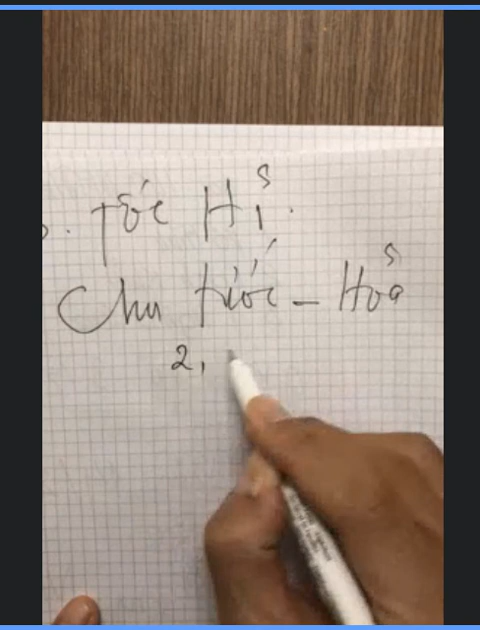 . Tốc Hỉ.
Chu tước - Hoả
2,